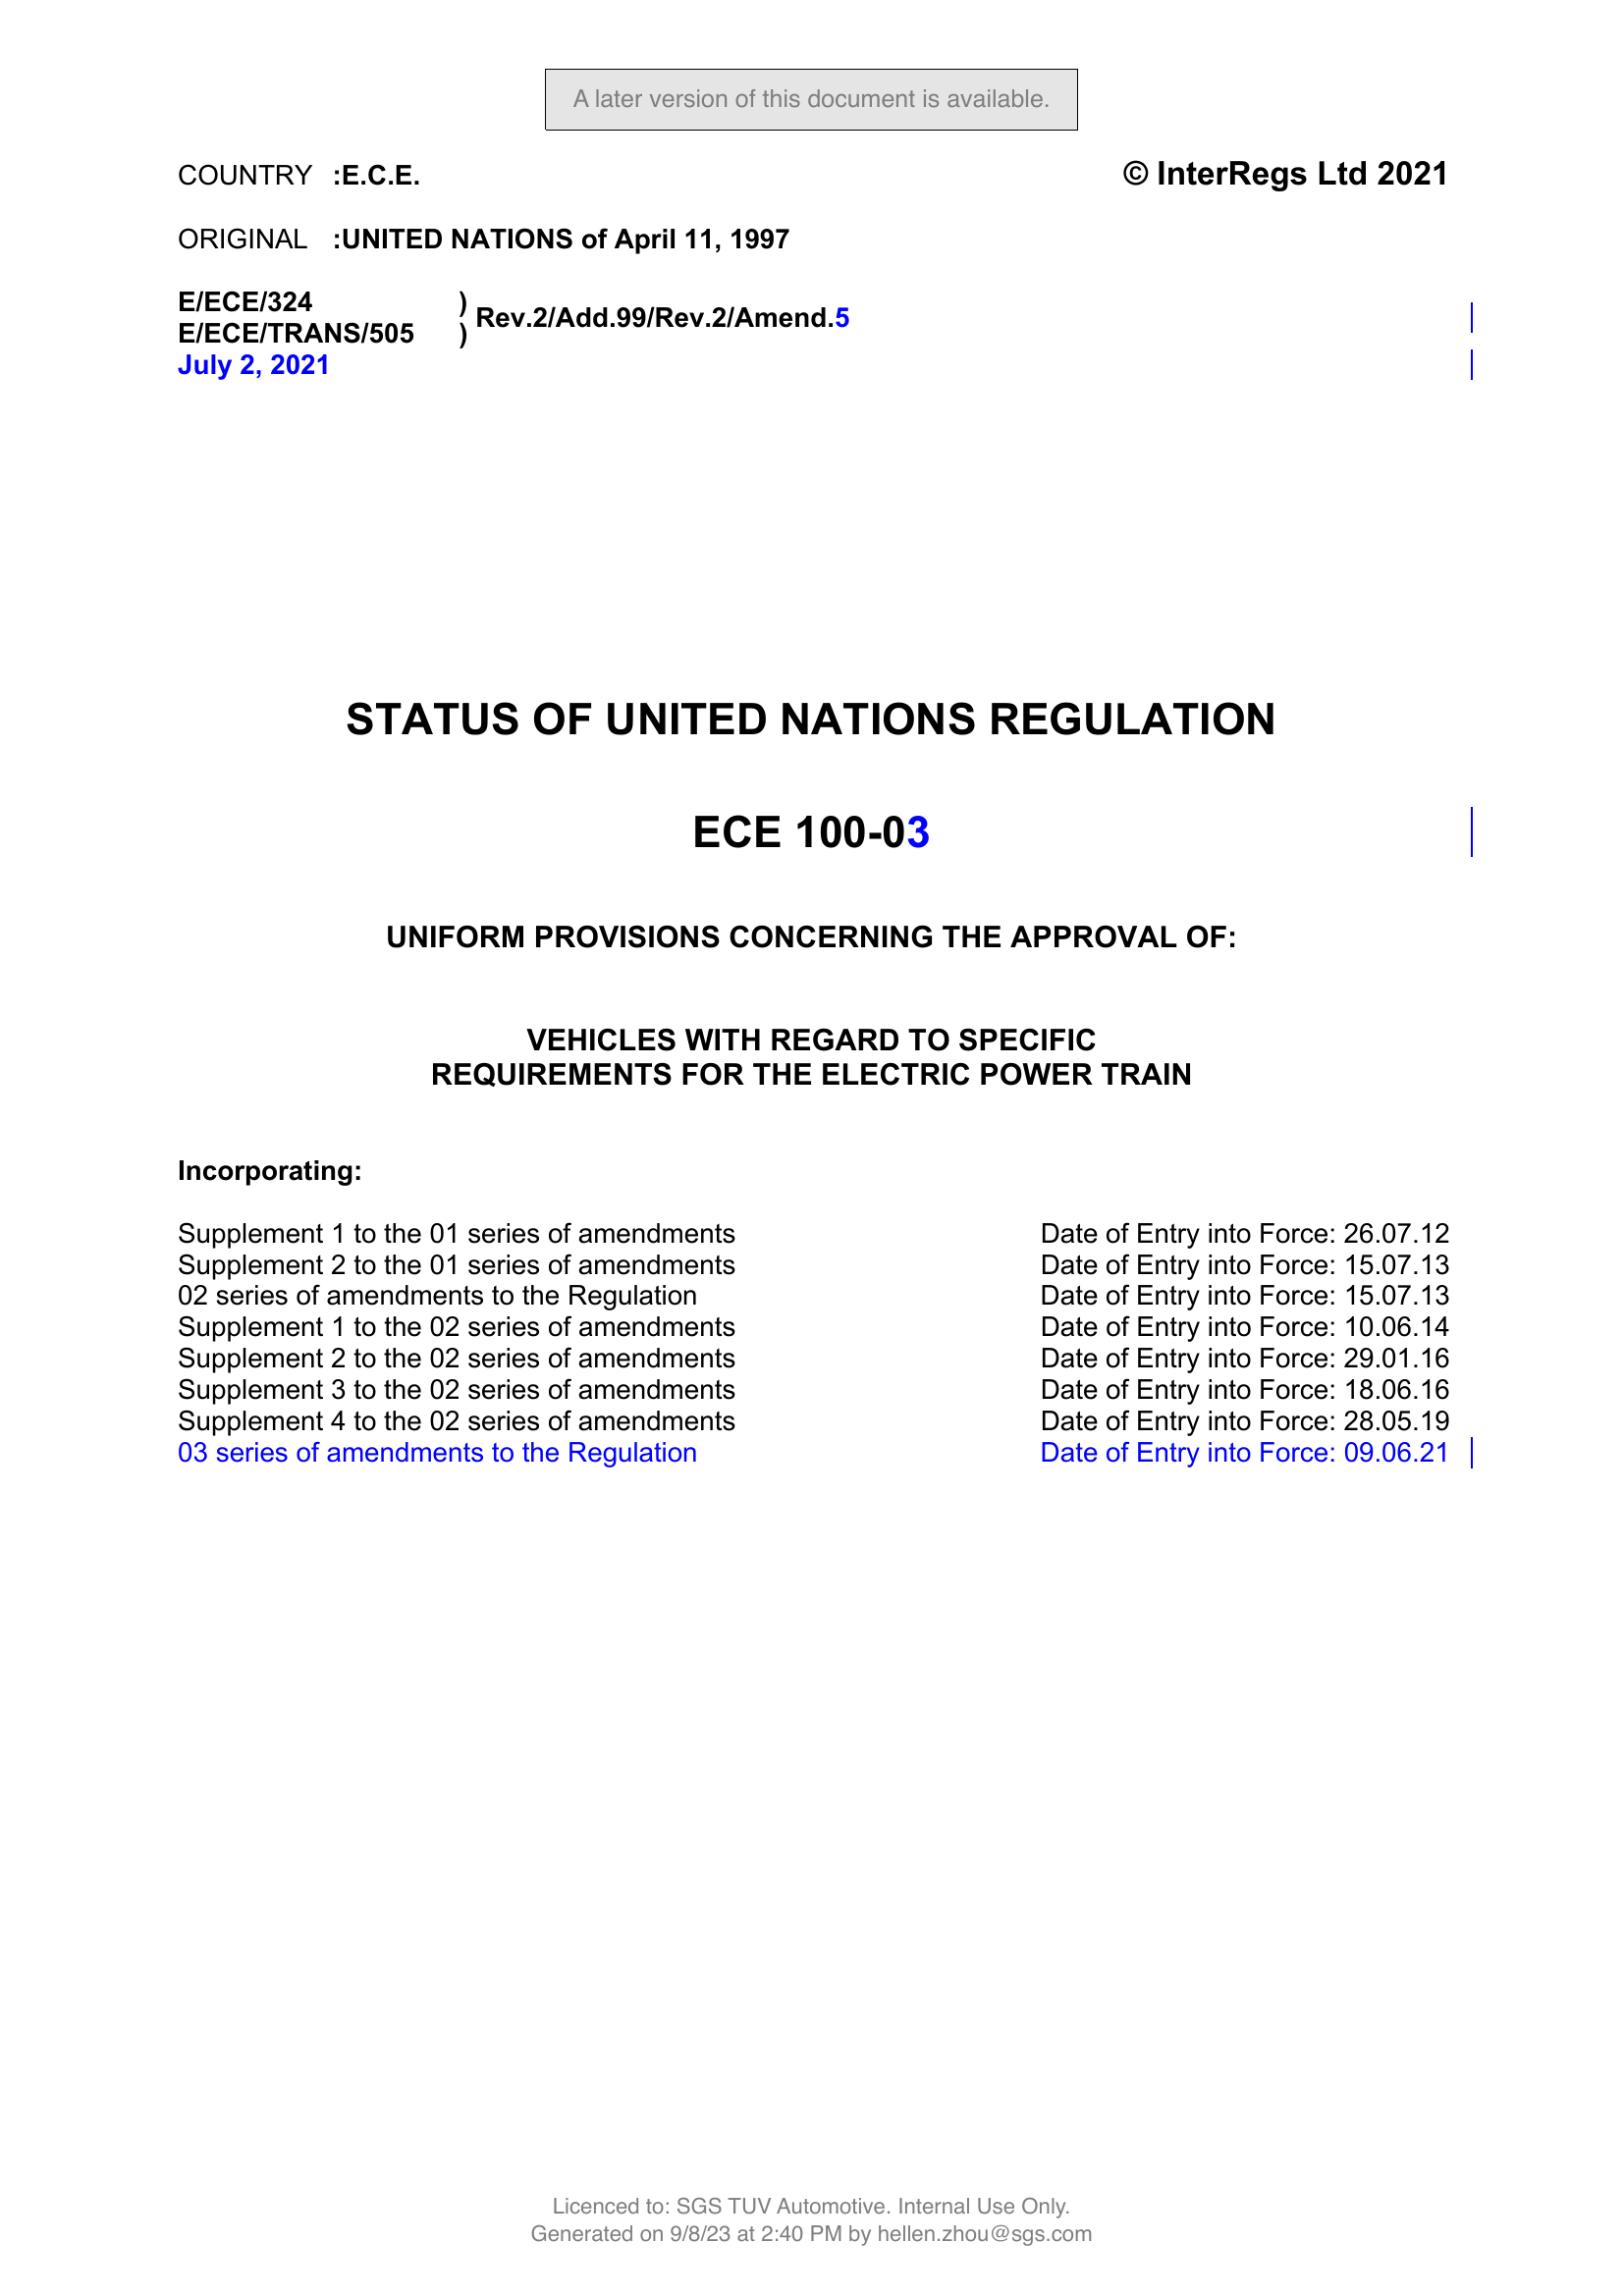 A later version of this document is available.
COUNTRY :E.C.E. © InterRegs Ltd 2021
ORIGINAL :UNITED NATIONS of April 11, 1997
E/ECE/324 )
Rev.2/Add.99/Rev.2/Amend.5
E/ECE/TRANS/505 )
July 2, 2021
STATUS OF UNITED NATIONS REGULATION
ECE 100-03
UNIFORM PROVISIONS CONCERNING THE APPROVAL OF:
VEHICLES WITH REGARD TO SPECIFIC
REQUIREMENTS FOR THE ELECTRIC POWER TRAIN
Incorporating:
Supplement 1 to the 01 series of amendments Date of Entry into Force: 26.07.12
Supplement 2 to the 01 series of amendments Date of Entry into Force: 15.07.13
02 series of amendments to the Regulation Date of Entry into Force: 15.07.13
Supplement 1 to the 02 series of amendments Date of Entry into Force: 10.06.14
Supplement 2 to the 02 series of amendments Date of Entry into Force: 29.01.16
Supplement 3 to the 02 series of amendments Date of Entry into Force: 18.06.16
Supplement 4 to the 02 series of amendments Date of Entry into Force: 28.05.19
03 series of amendments to the Regulation Date of Entry into Force: 09.06.21
Licenced to: SGS TUV Automotive. Internal Use Only.
Generated on 9/8/23 at 2:40 PM by hellen.zhou@sgs.com